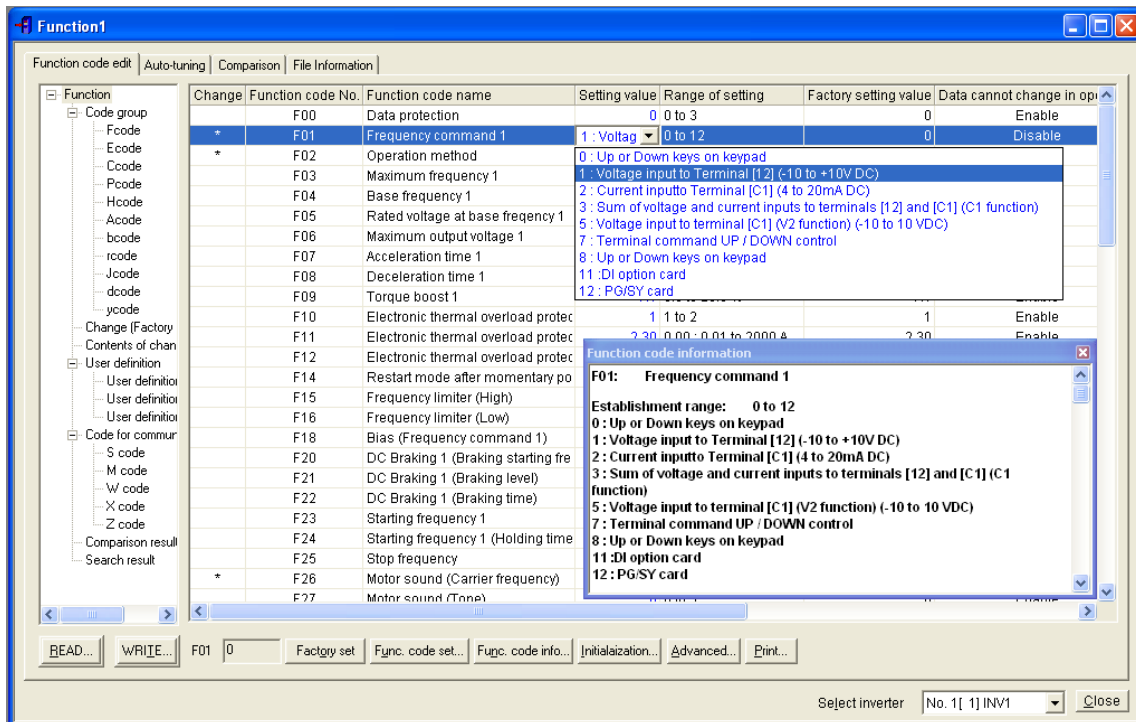 Function1
Function code edit Auto-tuning Comparison File Information
Function
Code group
Fcode
Ecode
Ccode
Pcode
Hcode
Acode
bcode
rcode
Jcode
dcode
ycode
Change (Factory
Contents of chan
User definition
User definition
User definition
User definition
Code for commun
S code
M code
W code
X code
Z code
Comparison result
Search result
Change Function code No. Function code name Setting value Range of setting Factory setting value Data cannot change in ope
F00 Data protection 0 0 to 3 0 Enable
* F01 Frequency command 1 1 : Voltag 0 to 12 0 Disable
* F02 Operation method
F03 Maximum frequency 1
F04 Base frequency 1
F05 Rated voltage at base freqency 1
F06 Maximum output voltage 1
F07 Acceleration time 1
F08 Deceleration time 1
F09 Torque boost 1 Enable
F10 Electronic thermal overload protec 1 1 to 2 1 Enable
F11 Electronic thermal overload protec 2.30 0.00 : 0.01 to 2000 A 2.30 Enable
F12 Electronic thermal overload protec
F14 Restart mode after momentary po
F15 Frequency limiter (High)
F16 Frequency limiter (Low)
F18 Bias (Frequency command 1)
F20 DC Braking 1 (Braking starting fre
F21 DC Braking 1 (Braking level)
F22 DC Braking 1 (Braking time)
F23 Starting frequency 1
F24 Starting frequency 1 (Holding time
F25 Stop frequency
* F26 Motor sound (Carrier frequency)
F27 Motor sound (Tone)
0 : Up or Down keys on keypad
1 : Voltage input to Terminal [12] (-10 to +10V DC)
2 : Current inputto Terminal [C1] (4 to 20mA DC)
3 : Sum of voltage and current inputs to terminals [12] and [C1] (C1 function)
5 : Voltage input to terminal [C1] (V2 function) (-10 to 10 VDC)
7 : Terminal command UP / DOWN control
8 : Up or Down keys on keypad
11 :DI option card
12 : PG/SY card
Function code information
F01: Frequency command 1
Establishment range: 0 to 12
0 : Up or Down keys on keypad
1 : Voltage input to Terminal [12] (-10 to +10V DC)
2 : Current inputto Terminal [C1] (4 to 20mA DC)
3 : Sum of voltage and current inputs to terminals [12] and [C1] (C1
function)
5 : Voltage input to terminal [C1] (V2 function) (-10 to 10 VDC)
7 : Terminal command UP / DOWN control
8 : Up or Down keys on keypad
11 :DI option card
12 : PG/SY card
READ... WRITE... F01 0 Factory set Func. code set... Func. code info... Initialaization... Advanced... Print...
Select inverter No. 1[ 1] INV1 Close